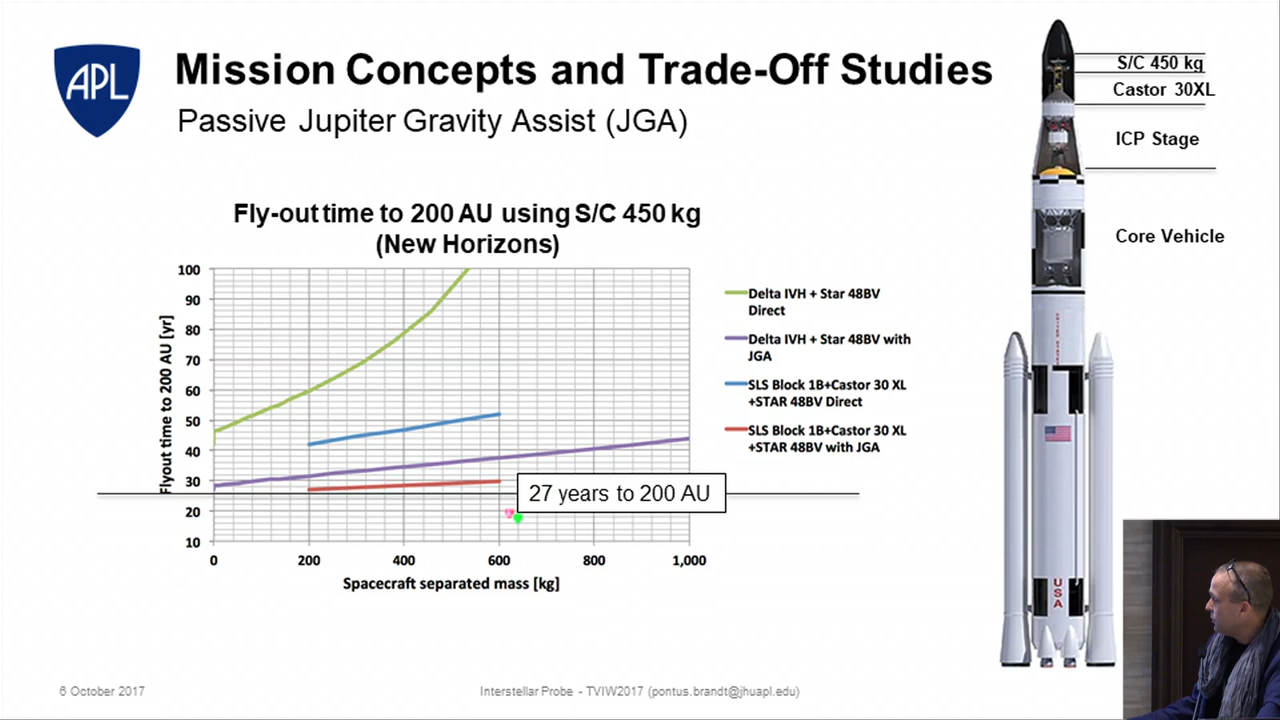 APL
Mission Concepts and Trade-Off Studies
Passive Jupiter Gravity Assist (JGA)
S/C 450 kg
Castor 30XL
ICP Stage
Core Vehicle
Fly-out time to 200 AU using S/C 450 kg
(New Horizons)
Flyout time to 200 AU [yr]
100
90
80
70
60
50
40
30
20
10
0
200
400
600
800
1,000
Spacecraft separated mass [kg]
Delta IVH + Star 48BV
Direct
Delta IVH + Star 48BV with
JGA
SLS Block 1B+Castor 30 XL
+STAR 48BV Direct
SLS Block 1B+Castor 30 XL
+STAR 48BV with JGA
27 years to 200 AU
USA
6 October 2017
Interstellar Probe - TVIW2017 (pontus.brandt@jhuapl.edu)